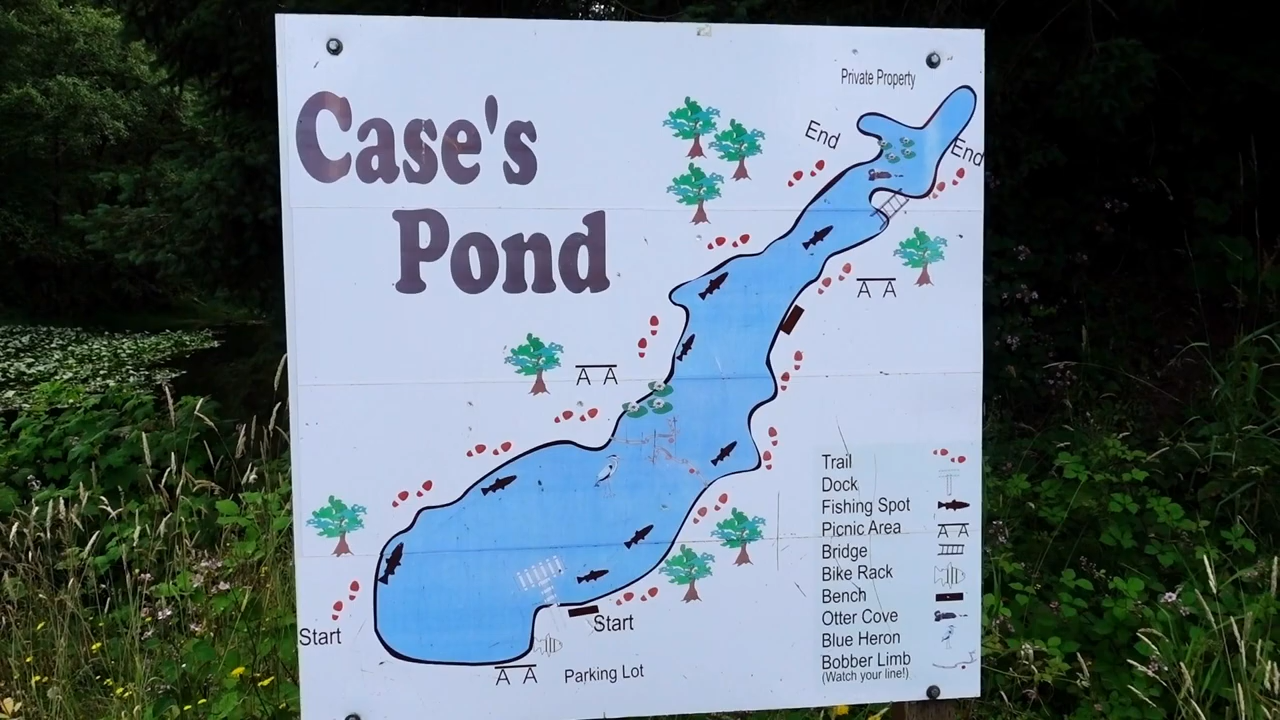 Case's
Pond
Private Property
End
End
Start
Start
Parking Lot
Trail
Dock
Fishing Spot
Picnic Area
Bridge
Bike Rack
Bench
Otter Cove
Blue Heron
Bobber Limb
(Watch your line!)